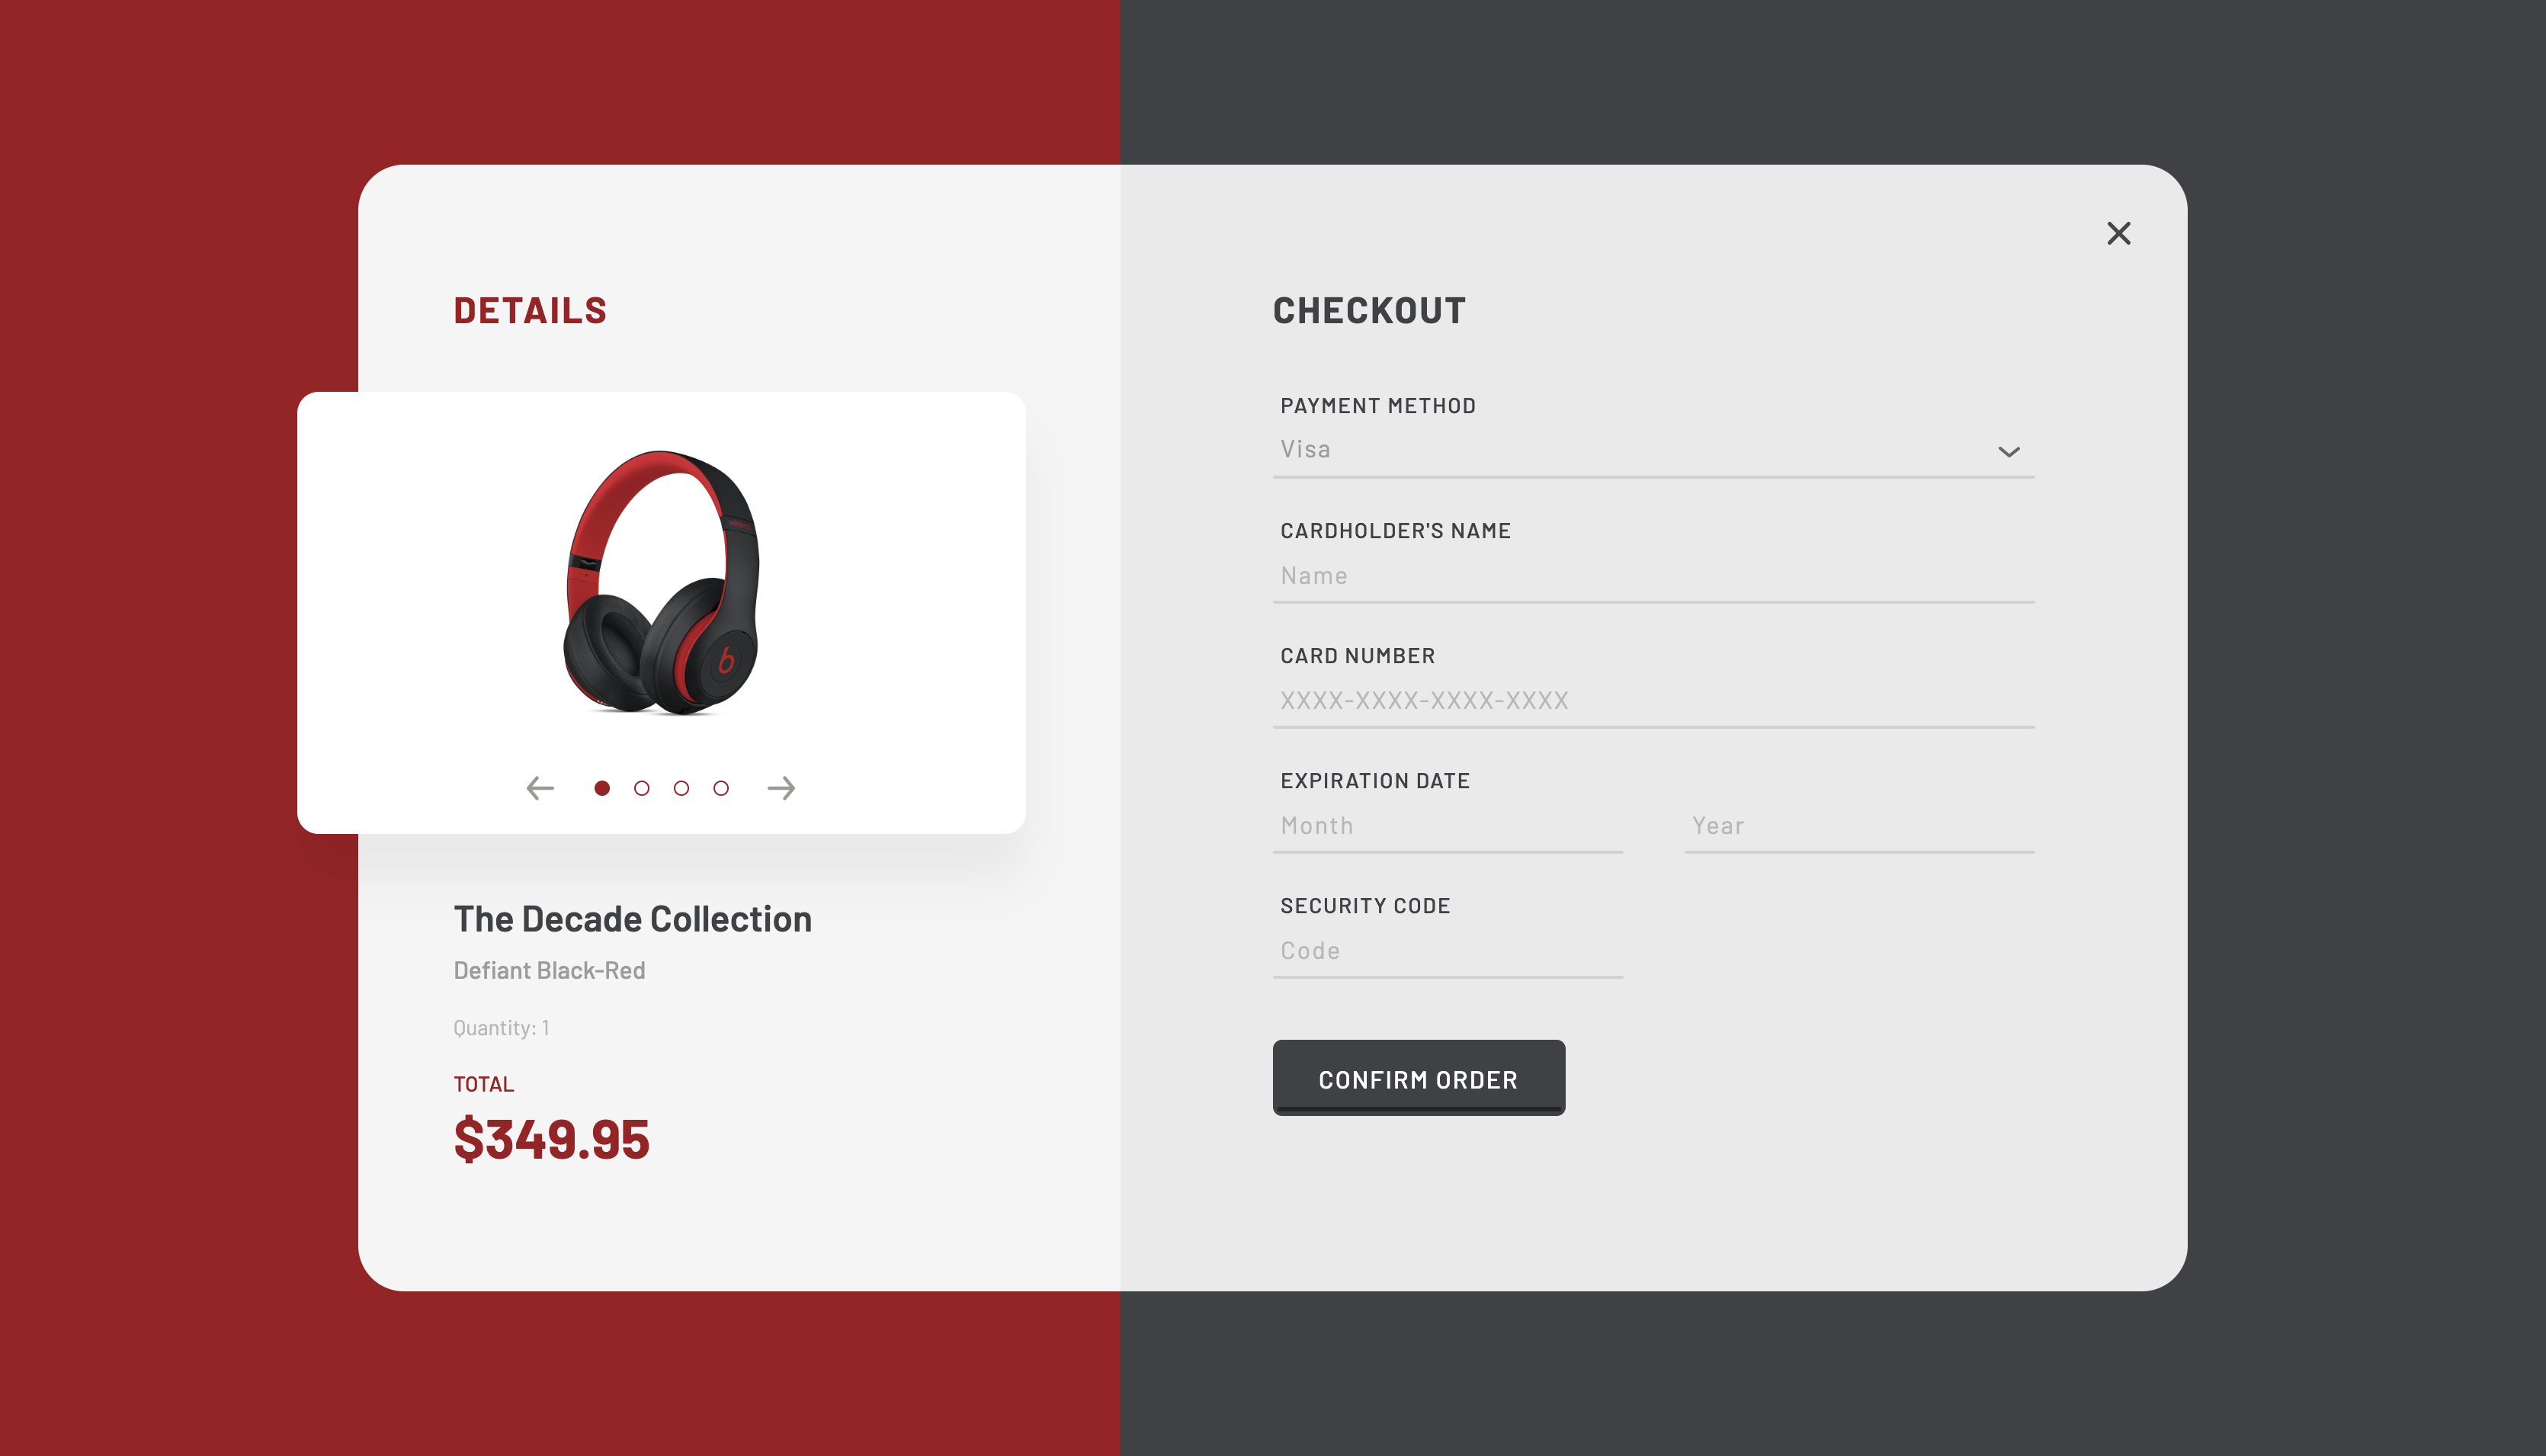 DETAILS
The Decade Collection
Defiant Black-Red
Quantity: 1
TOTAL
$349.95
CHECKOUT
PAYMENT METHOD
Visa
CARDHOLDER'S NAME
Name
CARD NUMBER
XXXX-XXXX-XXXX-XXXX
EXPIRATION DATE
Month Year
SECURITY CODE
Code
CONFIRM ORDER